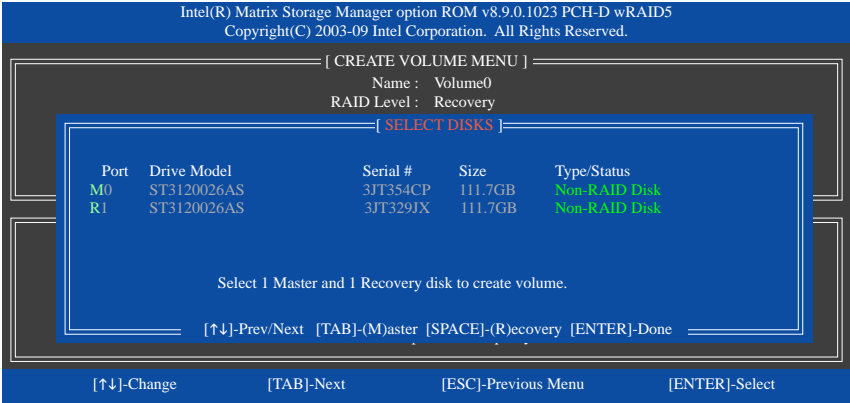 Intel(R) Matrix Storage Manager option ROM v8.9.0.1023 PCH-D wRAID5
Copyright(C) 2003-09 Intel Corporation. All Rights Reserved.
[ CREATE VOLUME MENU ]
Name : Volume0
RAID Level : Recovery
[ SELECT DISKS ]
Port Drive Model Serial # Size Type/Status
M0 ST3120026AS 3JT354CP 111.7GB Non-RAID Disk
R1 ST3120026AS 3JT329JX 111.7GB Non-RAID Disk
Select 1 Master and 1 Recovery disk to create volume.
[↑↓]-Prev/Next [TAB]-(M)aster [SPACE]-(R)ecovery [ENTER]-Done
[↑↓]-Change [TAB]-Next [ESC]-Previous Menu [ENTER]-Select